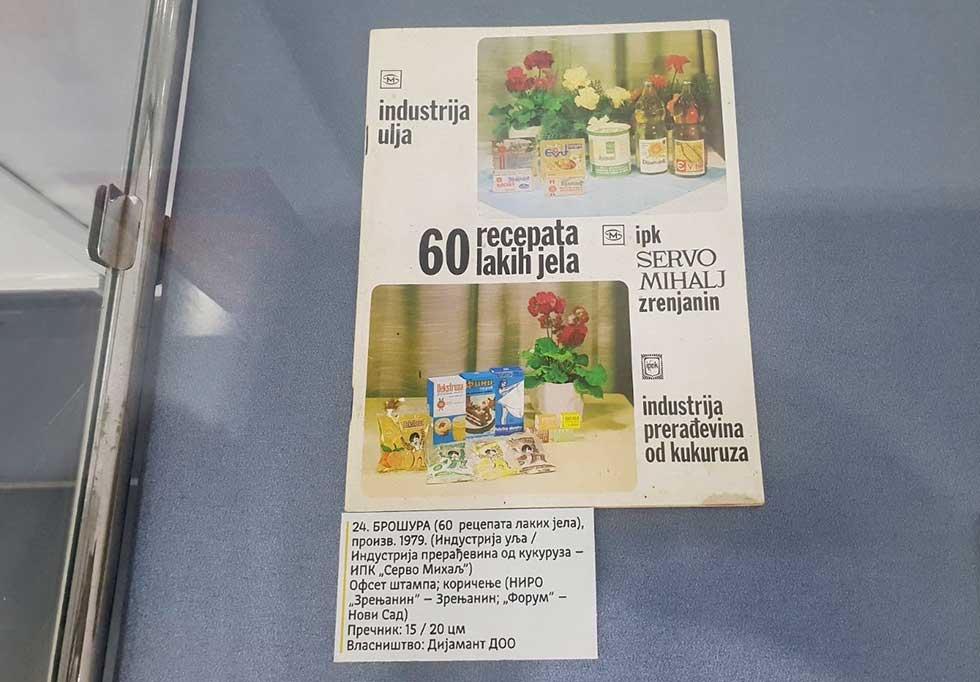 industrija
ulja
60 recepata
lakih jela
ipk
SERVO
MIHALJ
zrenjanin
ipok
industrija
prerađevina
od kukuruza
Dekstroza
24. БРОШУРА (60 рецепата лаких јела),
произв. 1979. (Индустрија уља /
Индустрија прерађевина од кукуруза –
ИПК „Серво Михаљ”)
Офсет штампа; коричење (НИРО
„Зрењанин” – Зрењанин; „Форум” –
Нови Сад)
Пречник: 15 / 20 цм
Власништво: Дијамант ДОО